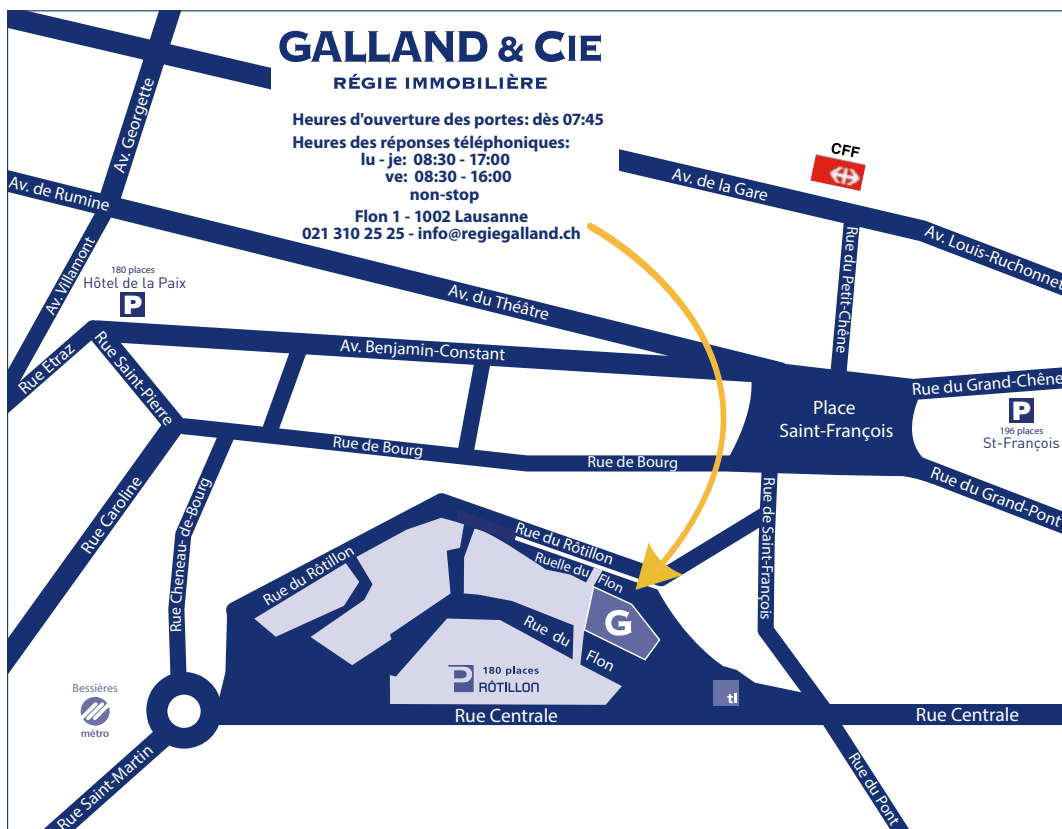 GALLAND & CIE
RÉGIE IMMOBILIÈRE
Heures d'ouverture des portes: dès 07:45
Heures des réponses téléphoniques:
lu - je: 08:30 - 17:00
ve: 08:30 - 16:00
non-stop
Flon 1 - 1002 Lausanne
021 310 25 25 - info@regiegalland.ch
CFF
Av. Georgette
Av. de Rumine
Av. Villamont
Av. de la Gare
Av. Louis-Ruchonnet
Rue du Petit-Chêne
180 places
Hôtel de la Paix
P
Av. du Théâtre
Rue Etraz
Rue Saint-Pierre
Av. Benjamin-Constant
Rue du Grand-Chêne
Place
Saint-François
P
196 places
St-François
Rue de Bourg
Rue de Bourg
Rue du Grand-Pont
Rue Caroline
Rue Cheneau-de-Bourg
Rue de Saint-François
Rue du Rôtillon
Rue du Rôtillon
Ruelle du Flon
G
Rue du Flon
P
180 places
RÔTILLON
tl
Bessières
métro
Rue Centrale
Rue Centrale
Rue Saint-Martin
Rue du Pont